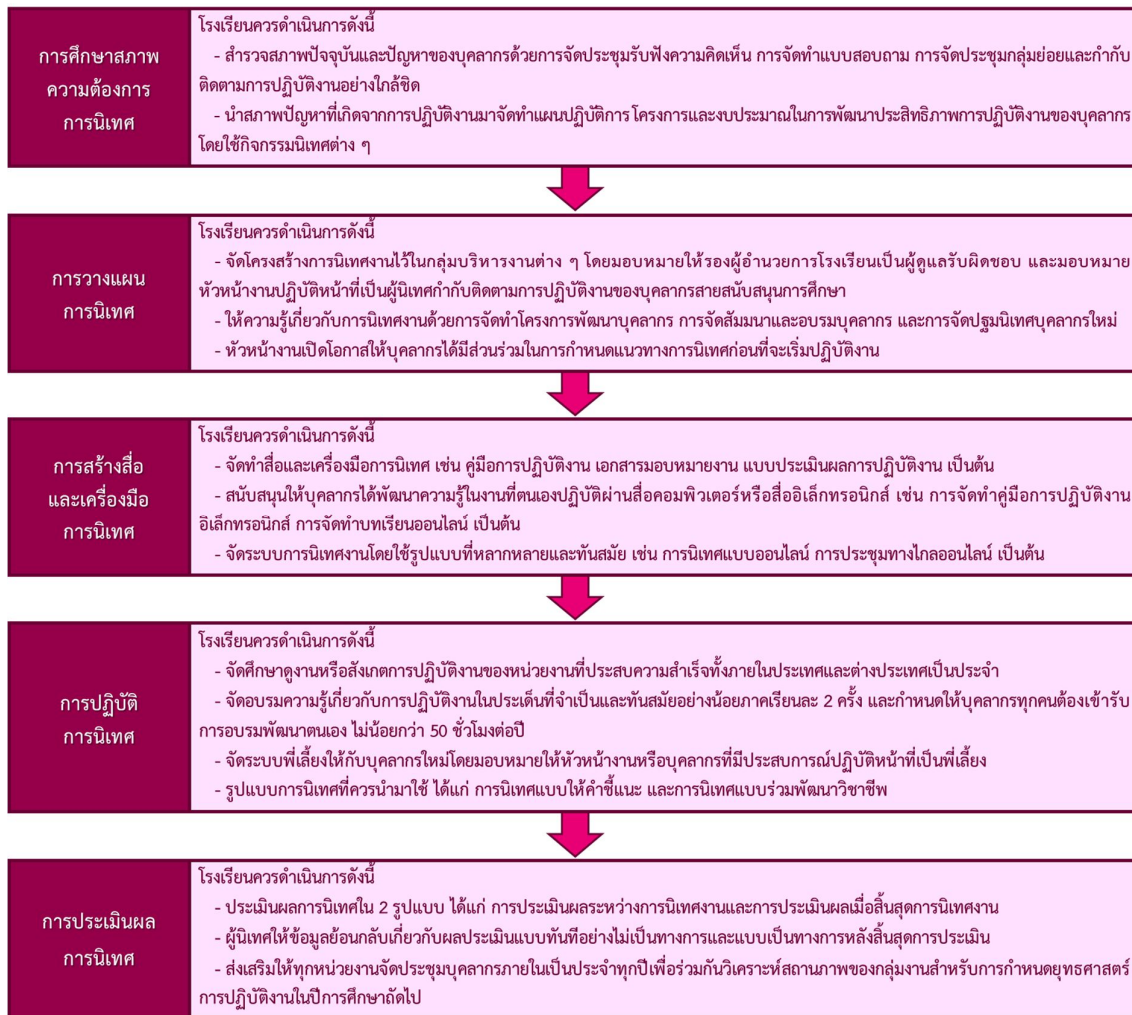 การศึกษาสภาพ
ความต้องการ
การนิเทศ
โรงเรียนควรดำเนินการดังนี้
- สำรวจสภาพปัจจุบันและปัญหาของบุคลากรด้วยการจัดประชุมรับฟังความคิดเห็น การจัดทำแบบสอบถาม การจัดประชุมกลุ่มย่อยและกำกับ
ติดตามการปฏิบัติงานอย่างใกล้ชิด
- นำสภาพปัญหาที่เกิดจากการปฏิบัติงานมาจัดทำแผนปฏิบัติการโครงการและงบประมาณในการพัฒนาประสิทธิภาพการปฏิบัติงานของบุคลากร
โดยใช้กิจกรรมนิเทศต่าง ๆ
การวางแผน
การนิเทศ
โรงเรียนควรดำเนินการดังนี้
- จัดโครงสร้างการนิเทศงานไว้ในกลุ่มบริหารงานต่าง ๆ โดยมอบหมายให้รองผู้อำนวยการโรงเรียนเป็นผู้ดูแลรับผิดชอบ และมอบหมาย
หัวหน้างานปฏิบัติหน้าที่เป็นผู้นิเทศกำกับติดตามการปฏิบัติงานของบุคลากรสายสนับสนุนการศึกษา
- ให้ความรู้เกี่ยวกับการนิเทศงานด้วยการจัดทำโครงการพัฒนาบุคลากร การจัดสัมมนาและอบรมบุคลากร และการจัดปฐมนิเทศบุคลากรใหม่
- หัวหน้างานเปิดโอกาสให้บุคลากรได้มีส่วนร่วมในการกำหนดแนวทางการนิเทศก่อนที่จะเริ่มปฏิบัติงาน
การสร้างสื่อ
และเครื่องมือ
การนิเทศ
โรงเรียนควรดำเนินการดังนี้
- จัดทำสื่อและเครื่องมือการนิเทศ เช่น คู่มือการปฏิบัติงาน เอกสารมอบหมายงาน แบบประเมินผลการปฏิบัติงาน เป็นต้น
- สนับสนุนให้บุคลากรได้พัฒนาความรู้ในงานที่ตนเองปฏิบัติผ่านสื่อคอมพิวเตอร์หรือสื่ออิเล็กทรอนิกส์ เช่น การจัดทำคู่มือการปฏิบัติงาน
อิเล็กทรอนิกส์ การจัดทำบทเรียนออนไลน์ เป็นต้น
- จัดระบบการนิเทศงานโดยใช้รูปแบบที่หลากหลายและทันสมัย เช่น การนิเทศแบบออนไลน์ การประชุมทางไกลออนไลน์ เป็นต้น
การปฏิบัติ
การนิเทศ
โรงเรียนควรดำเนินการดังนี้
- จัดศึกษาดูงานหรือสังเกตการปฏิบัติงานของหน่วยงานที่ประสบความสำเร็จทั้งภายในประเทศและต่างประเทศเป็นประจำ
- จัดอบรมความรู้เกี่ยวกับการปฏิบัติงานในประเด็นที่จำเป็นและทันสมัยอย่างน้อยภาคเรียนละ 2 ครั้ง และกำหนดให้บุคลากรทุกคนต้องเข้ารับ
การอบรมพัฒนาตนเอง ไม่น้อยกว่า 50 ชั่วโมงต่อปี
- จัดระบบพี่เลี้ยงให้กับบุคลากรใหม่โดยมอบหมายให้หัวหน้างานหรือบุคลากรที่มีประสบการณ์ปฏิบัติหน้าที่เป็นพี่เลี้ยง
- รูปแบบการนิเทศที่ควรนำมาใช้ ได้แก่ การนิเทศแบบให้คำชี้แนะ และการนิเทศแบบร่วมพัฒนาวิชาชีพ
การประเมินผล
การนิเทศ
โรงเรียนควรดำเนินการดังนี้
- ประเมินผลการนิเทศใน 2 รูปแบบ ได้แก่ การประเมินผลระหว่างการนิเทศงานและการประเมินผลเมื่อสิ้นสุดการนิเทศงาน
- ผู้นิเทศให้ข้อมูลย้อนกลับเกี่ยวกับผลประเมินแบบทันทีอย่างไม่เป็นทางการและแบบเป็นทางการหลังสิ้นสุดการประเมิน
- ส่งเสริมให้ทุกหน่วยงานจัดประชุมบุคลากรภายในเป็นประจำทุกปีเพื่อร่วมกันวิเคราะห์สถานภาพของกลุ่มงานสำหรับการกำหนดยุทธศาสตร์
การปฏิบัติงานในปีการศึกษาถัดไป